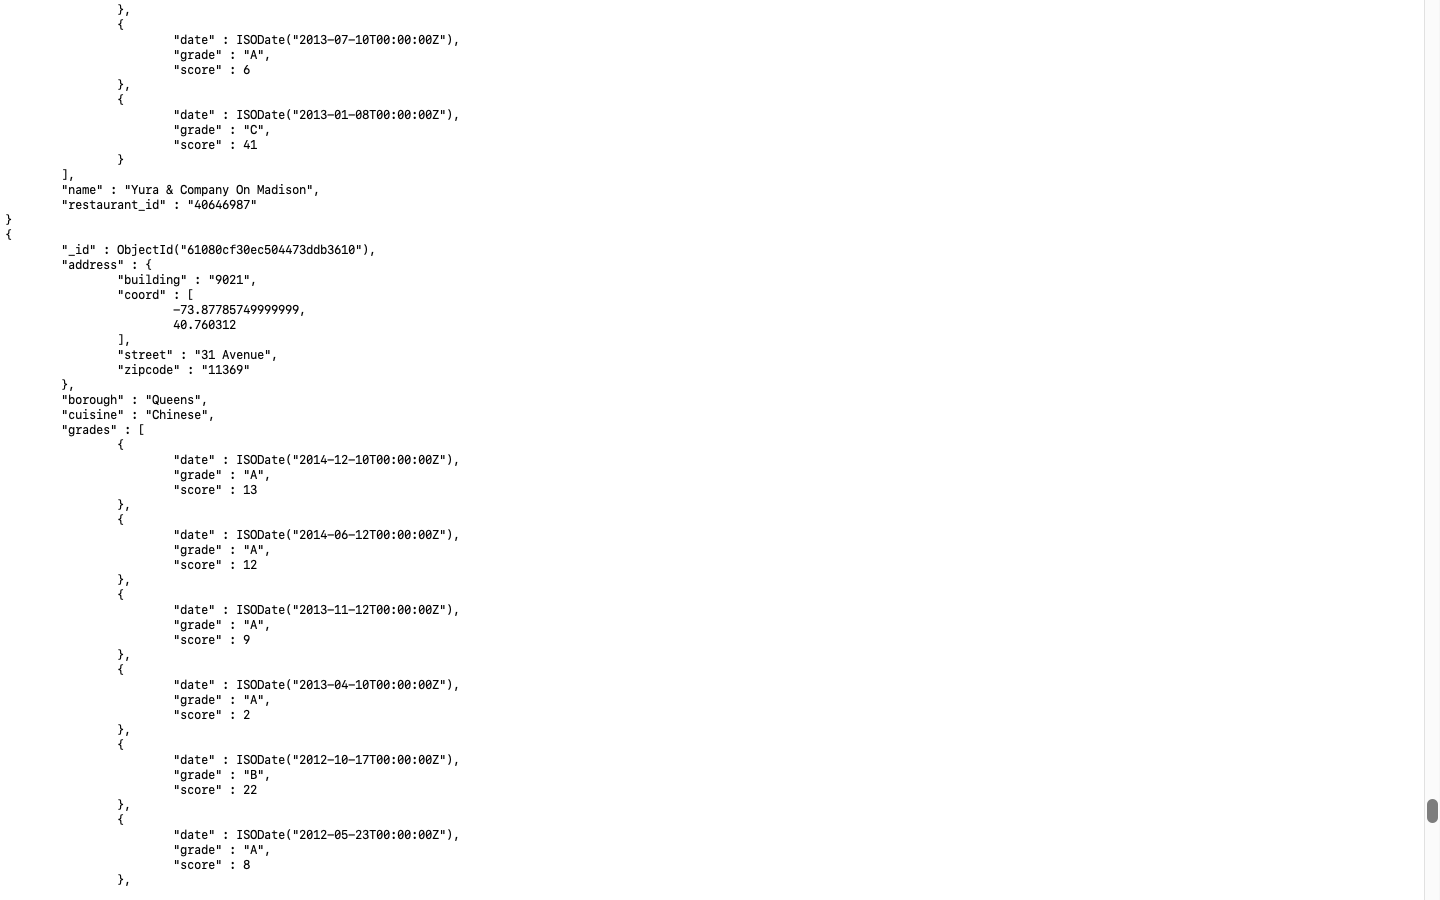 },
{
"date" : ISODate("2013-07-10T00:00:00Z"),
"grade" : "A",
"score" : 6
},
{
"date" : ISODate("2013-01-08T00:00:00Z"),
"grade" : "C",
"score" : 41
}
],
"name" : "Yura & Company On Madison",
"restaurant_id" : "40646987"
}
{
"_id" : ObjectId("61080cf30ec504473ddb3610"),
"address" : {
"building" : "9021",
"coord" : [
-73.87785749999999,
40.760312
],
"street" : "31 Avenue",
"zipcode" : "11369"
},
"borough" : "Queens",
"cuisine" : "Chinese",
"grades" : [
{
"date" : ISODate("2014-12-10T00:00:00Z"),
"grade" : "A",
"score" : 13
},
{
"date" : ISODate("2014-06-12T00:00:00Z"),
"grade" : "A",
"score" : 12
},
{
"date" : ISODate("2013-11-12T00:00:00Z"),
"grade" : "A",
"score" : 9
},
{
"date" : ISODate("2013-04-10T00:00:00Z"),
"grade" : "A",
"score" : 2
},
{
"date" : ISODate("2012-10-17T00:00:00Z"),
"grade" : "B",
"score" : 22
},
{
"date" : ISODate("2012-05-23T00:00:00Z"),
"grade" : "A",
"score" : 8
},